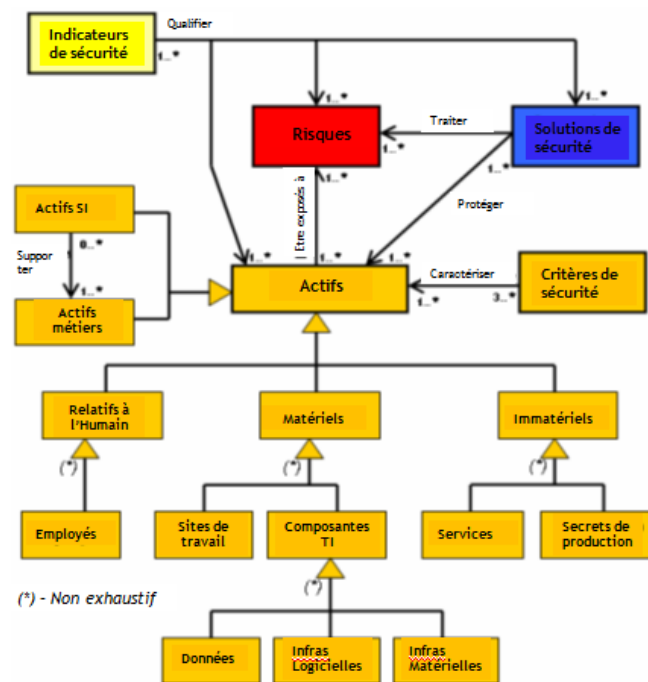 Qualifier
Indicateurs
de sécurité
1..*
1..*
1..*
Risques
Traiter
Solutions de
sécurité
1..*
1..*
1..*
Etre exposés à
Protéger
Actifs SI
0..*
Suppor
ter
1..*
Actifs
métiers
1..*
1..*
1..*
Actifs
Caractériser
1..*
3..*
Critères de
sécurité
Relatifs à
l'Humain
Matériels
Immatériels
(*)
(*)
(*)
Employés
Sites de
travail
Composantes
TI
Services
Secrets de
production
(*)
(*) - Non exhaustif
Données
Infras
Logicielles
Infras
Matérielles